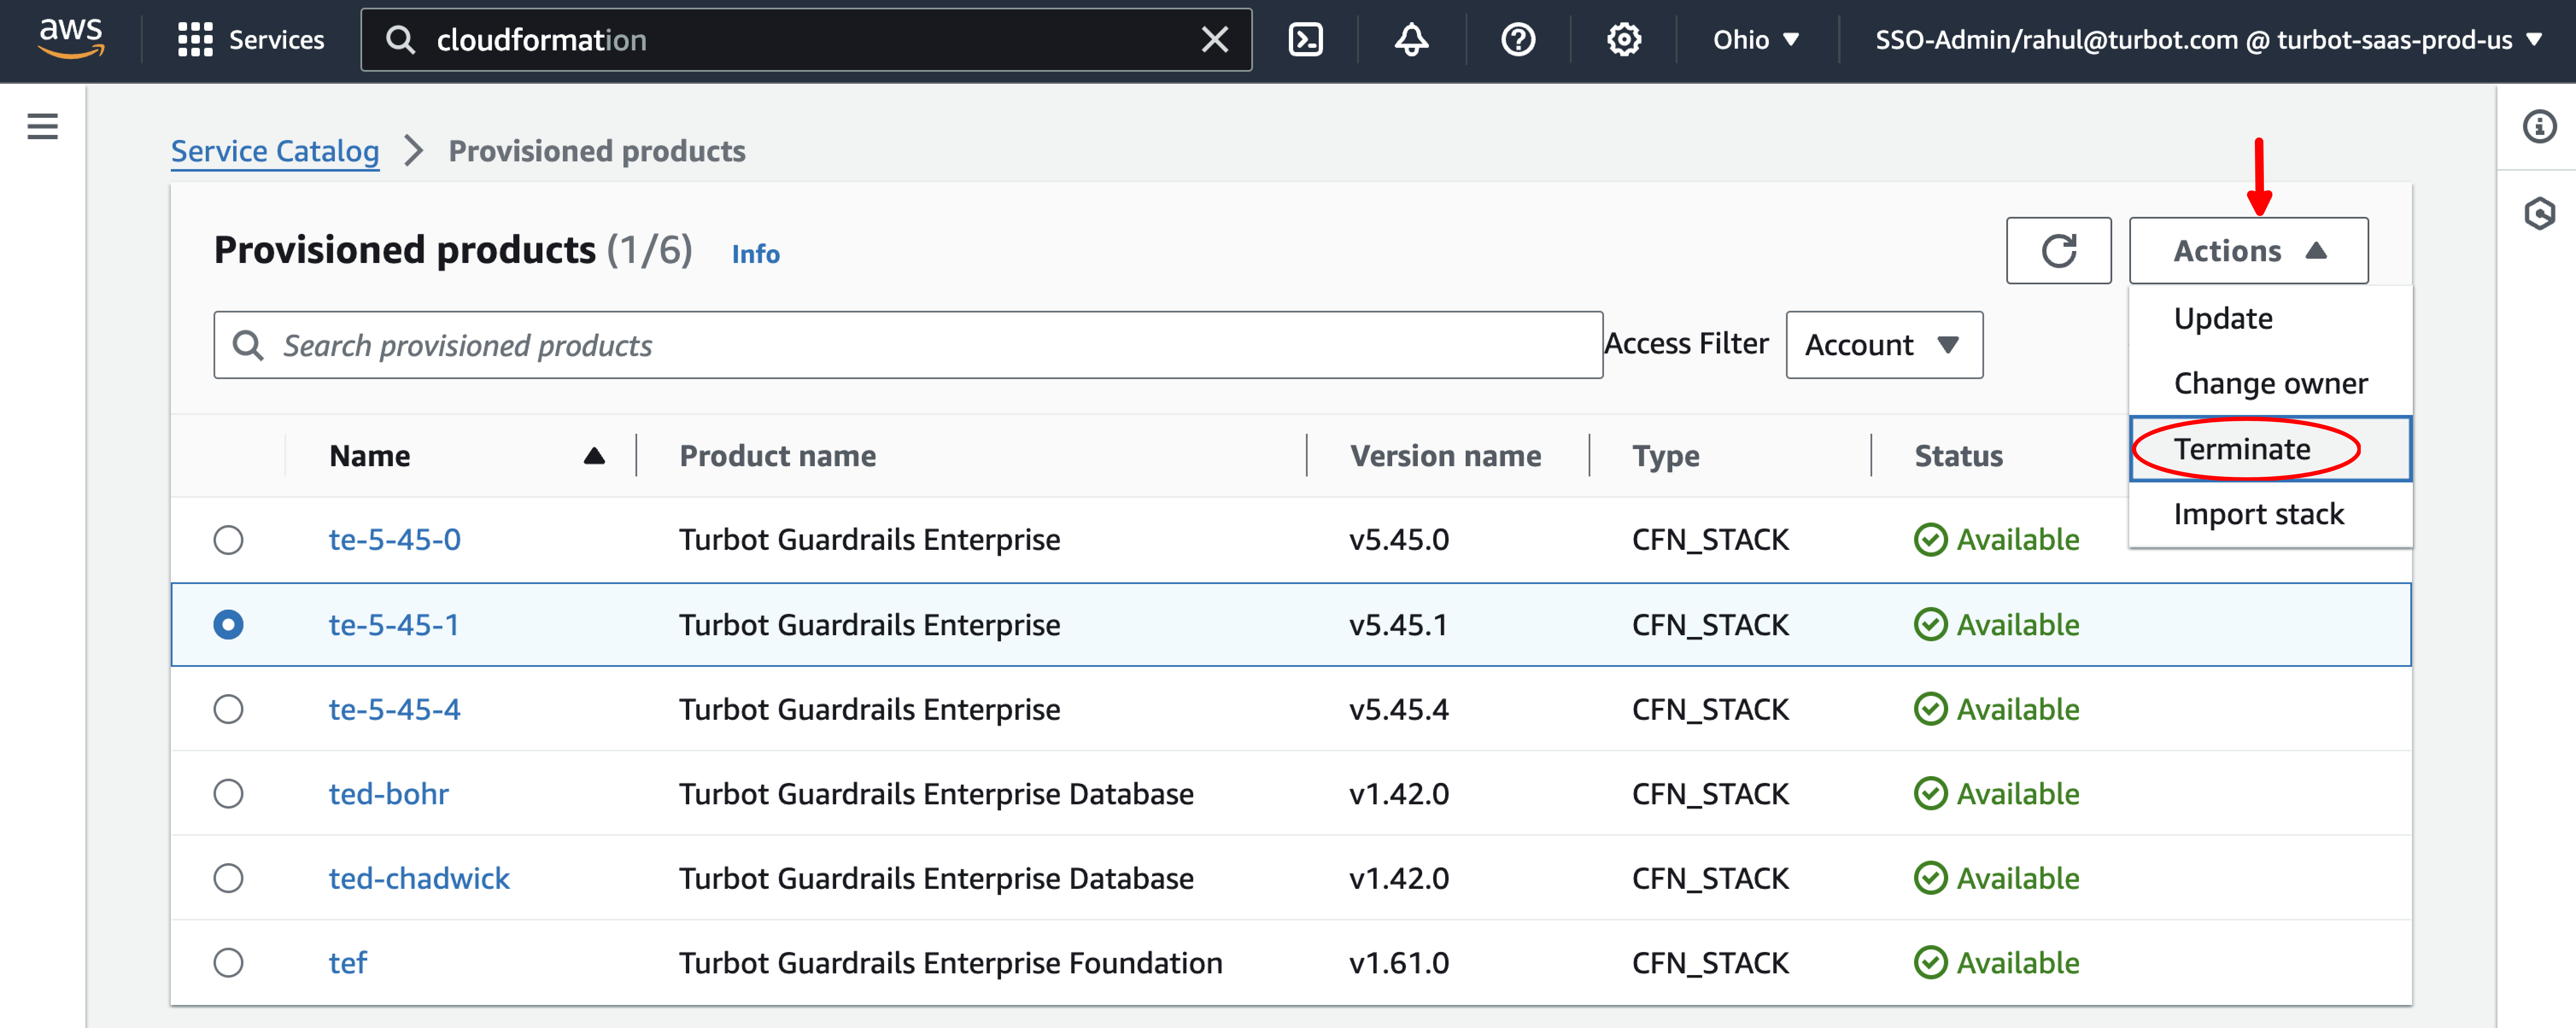 aws Services cloudformation Ohio SSO-Admin/rahul@turbot.com @ turbot-saas-prod-us
Service Catalog > Provisioned products
Provisioned products (1/6) Info Actions
Update
Search provisioned products Access Filter Account
Change owner
Terminate
Import stack
Name Product name Version name Type Status
te-5-45-0 Turbot Guardrails Enterprise v5.45.0 CFN_STACK Available
te-5-45-1 Turbot Guardrails Enterprise v5.45.1 CFN_STACK Available
te-5-45-4 Turbot Guardrails Enterprise v5.45.4 CFN_STACK Available
ted-bohr Turbot Guardrails Enterprise Database v1.42.0 CFN_STACK Available
ted-chadwick Turbot Guardrails Enterprise Database v1.42.0 CFN_STACK Available
tef Turbot Guardrails Enterprise Foundation v1.61.0 CFN_STACK Available